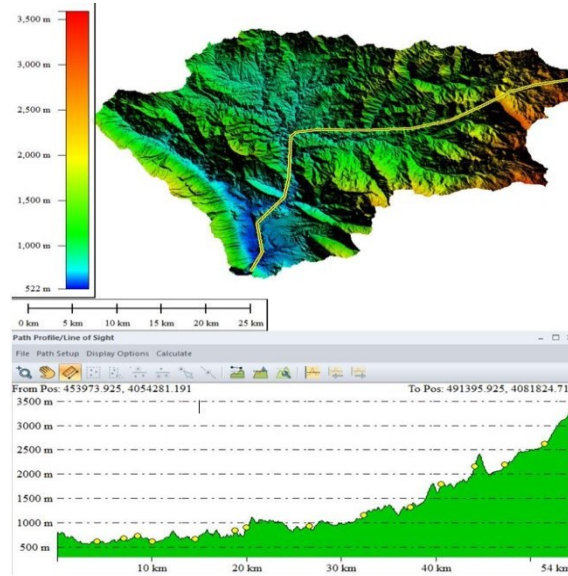 3,500 m
3,000 m
2,500 m
2,000 m
1,500 m
1,000 m
522 m
0 km 5 km 10 km 15 km 20 km 25 km
Path Profile/Line of Sight
File Path Setup Display Options Calculate
From Pos: 453973.925, 4054281.191 To Pos: 491395.925, 4081824.71
3500 m
3000 m
2500 m
2000 m
1500 m
1000 m
500 m
10 km 20 km 30 km 40 km 54 km